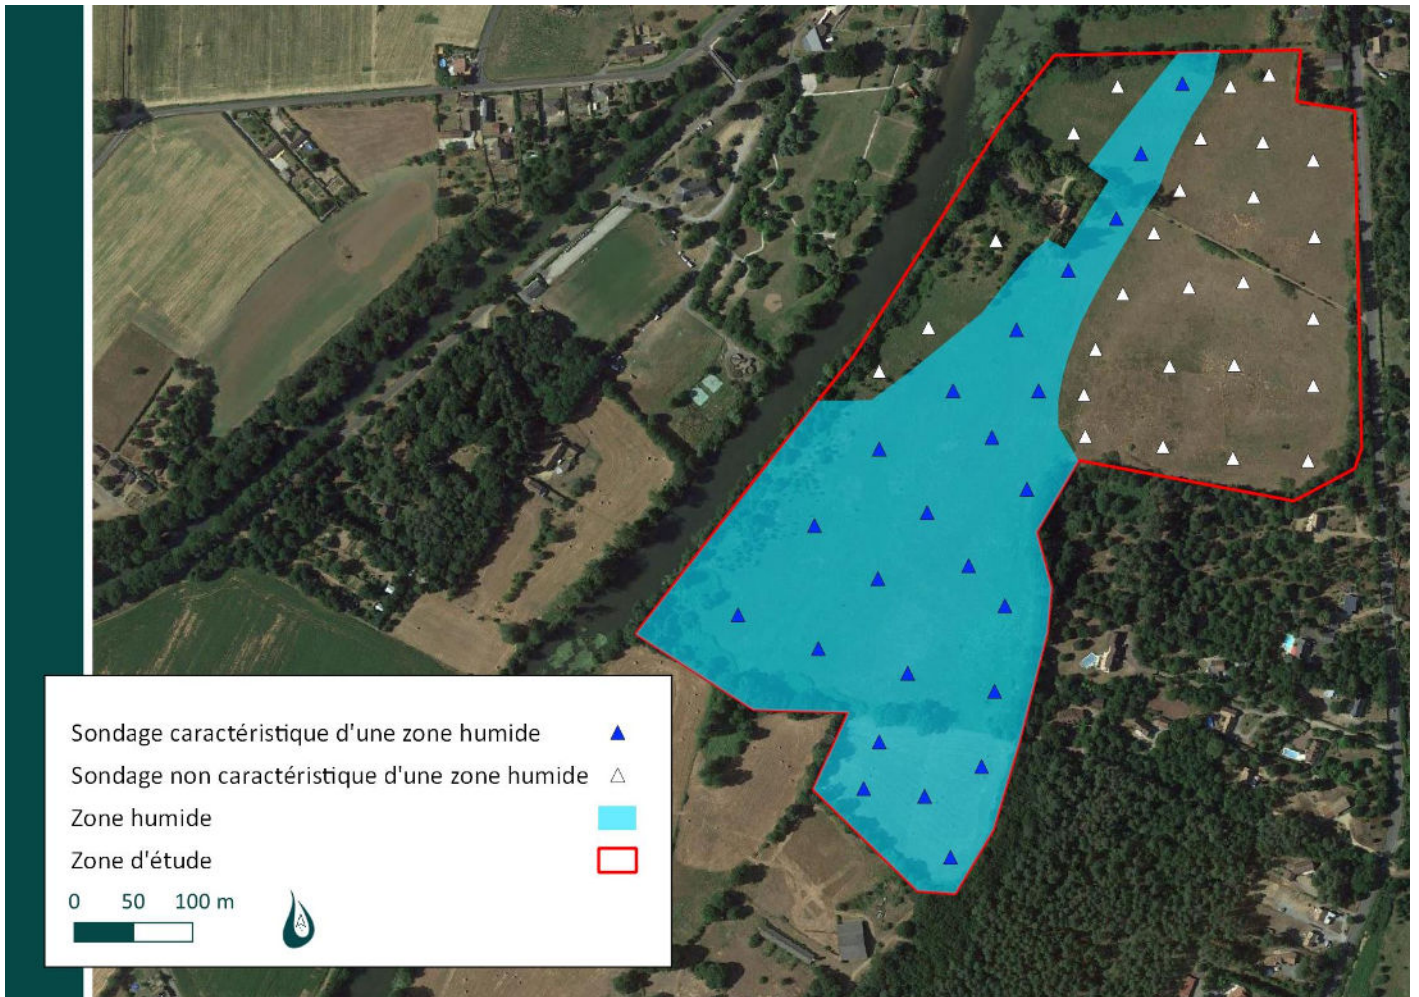 Sondage caractéristique d'une zone humide
Sondage non caractéristique d'une zone humide
Zone humide
Zone d'étude
0 50 100 m